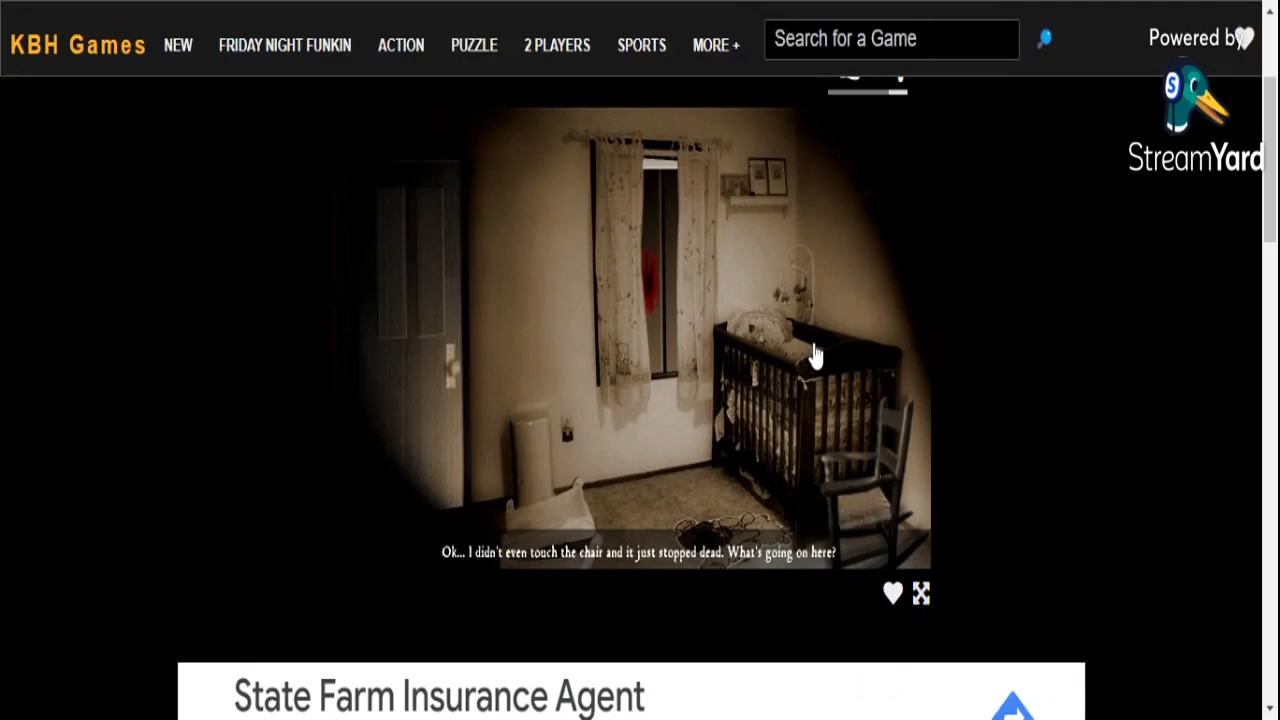 KBH Games NEW FRIDAY NIGHT FUNKIN ACTION PUZZLE 2 PLAYERS SPORTS MORE + Search for a Game Powered by
S
StreamYard
Ok... I didn't even touch the chair and it just stopped dead. What's going on here?
State Farm Insurance Agent